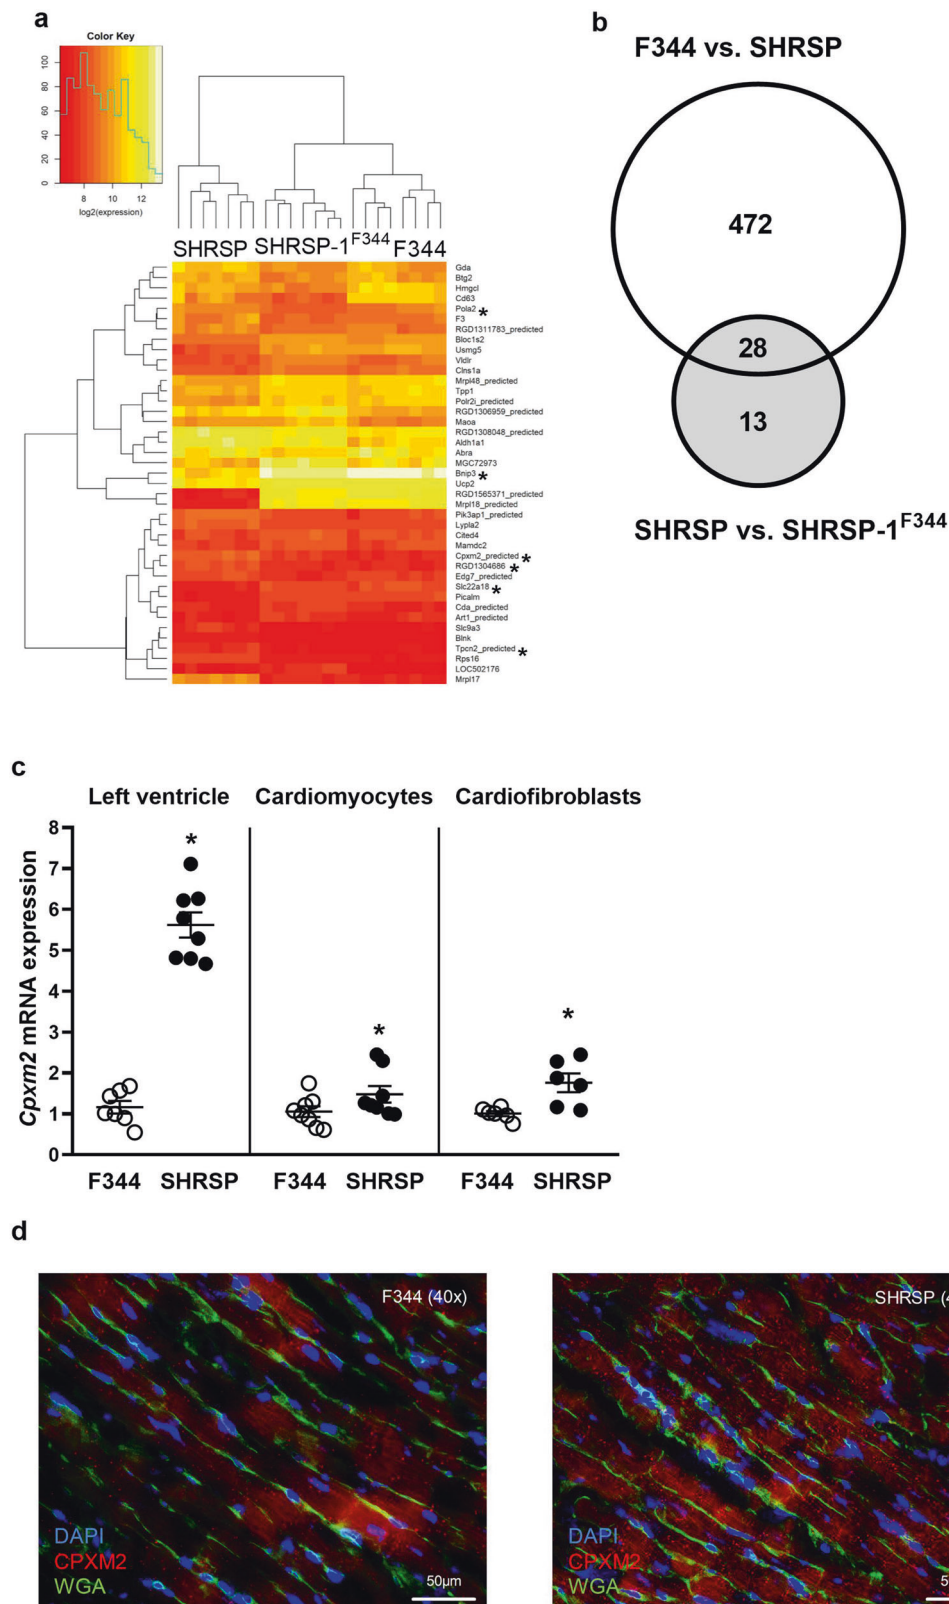 a
Color Key
0 20 40 60 80 100
8 10 12
log2(expression)
SHRSP SHRSP-1F344 F344
Gda
Btg2
Hmgcl
Cd63
Pola2 *
F3
RGD1311783_predicted
Bloc1s2
Usmg5
Vldlr
Clns1a
Mrpl48_predicted
Tpp1
Polr2i_predicted
RGD1306959_predicted
Maoa
RGD1308048_predicted
Aldh1a1
Abra
MGC72973
Bnip3 *
Ucp2
RGD1565371_predicted
Mrpl18_predicted
Pik3ap1_predicted
Lypla2
Cited4
Mamdc2
Cpxm2_predicted *
RGD1304686 *
Edg7_predicted
Slc22a18 *
Picalm
Cda_predicted
Art1_predicted
Slc9a3
Blnk
Tpcn2_predicted *
Rps16
LOC502176
Mrpl17
b
F344 vs. SHRSP
472
28
13
SHRSP vs. SHRSP-1F344
c
Left ventricle Cardiomyocytes Cardiofibroblasts
Cpxm2 mRNA expression
8
7
6
5
4
3
2
1
0
* * *
F344 SHRSP F344 SHRSP F344 SHRSP
d
F344 (40x)
DAPI
CPXM2
WGA
50µm
SHRSP (4
DAPI
CPXM2
WGA
5